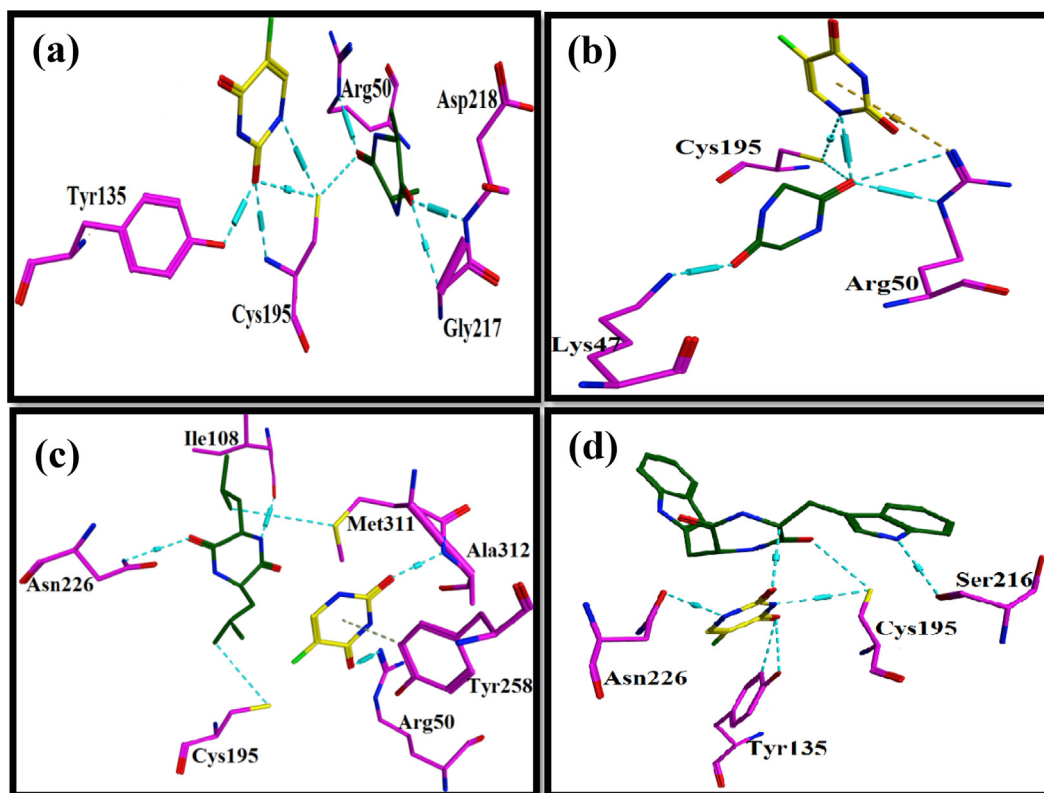 (a)
Arg50
Asp218
Tyr135
Cys195
Gly217
(b)
Cys195
Arg50
Lys47
(c)
Ile108
Met311
Ala312
Asn226
Tyr258
Arg50
Cys195
(d)
Ser216
Cys195
Asn226
Tyr135